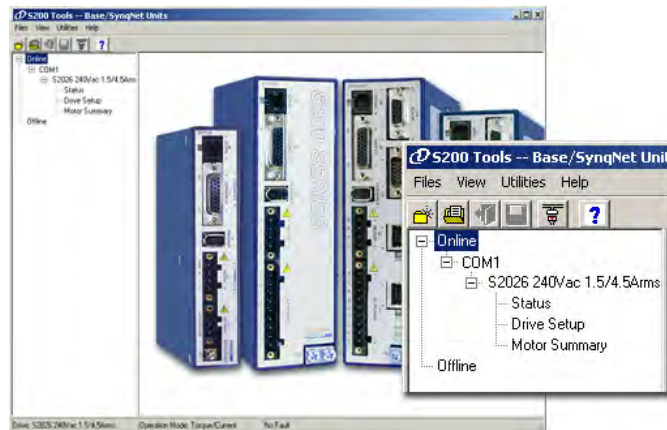 S200 Tools -- Base/SynqNet Units
Files View Utilities Help
?
Online
COM1
S2026 240Vac 1.5/4.5Arm
Status
Drive Setup
Motor Summary
Offline
Drive: S2026 240Vac 1.5/4.5Arms
Operation Mode: Torque/Current
No Fault
S200 Tools -- Base/SynqNet Unit
Files View Utilities Help
?
Online
COM1
S2026 240Vac 1.5/4.5Arms
Status
Drive Setup
Motor Summary
Offline